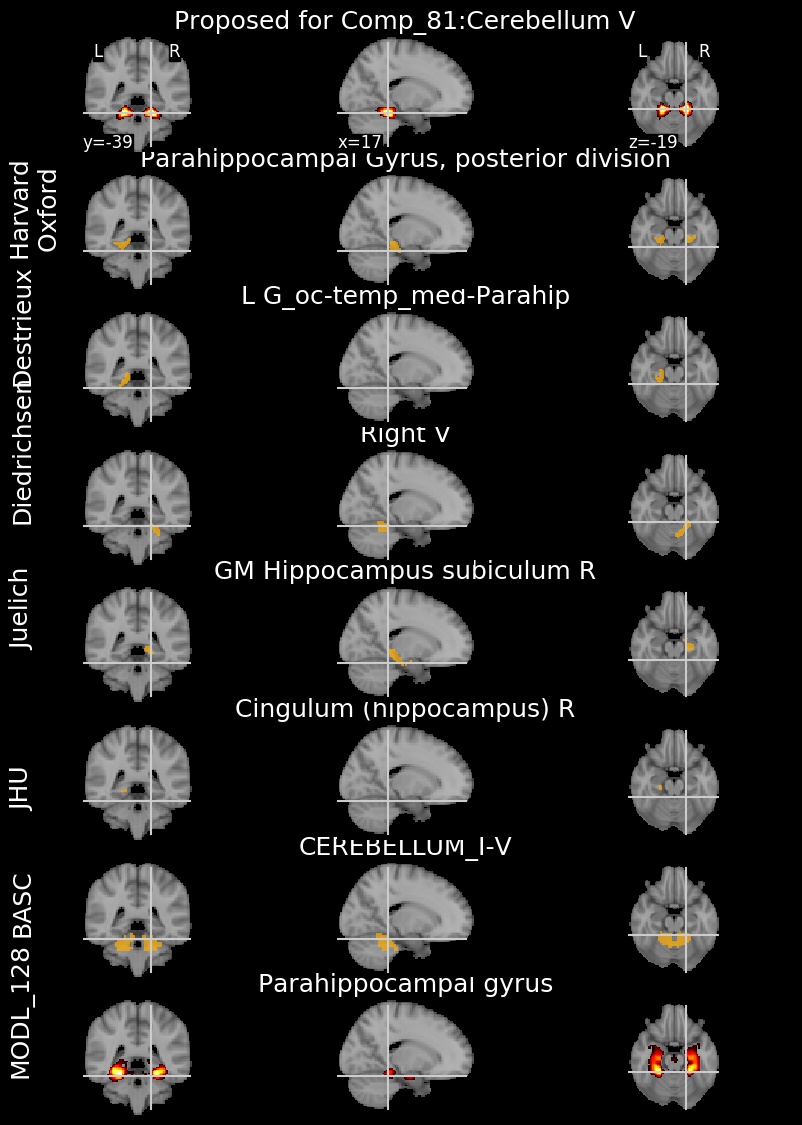 Proposed for Comp_81:Cerebellum V
L R L R
y=-39 x=17 z=-19
Parahippocampal Gyrus, posterior division
Harvard
Oxford
L G_oc-temp_med-Parahip
Destrieux
Right V
Diedrichsen
GM Hippocampus subiculum R
Juelich
Cingulum (hippocampus) R
JHU
CEREBELLUM_I-V
BASC
Parahippocampal gyrus
MODL_128